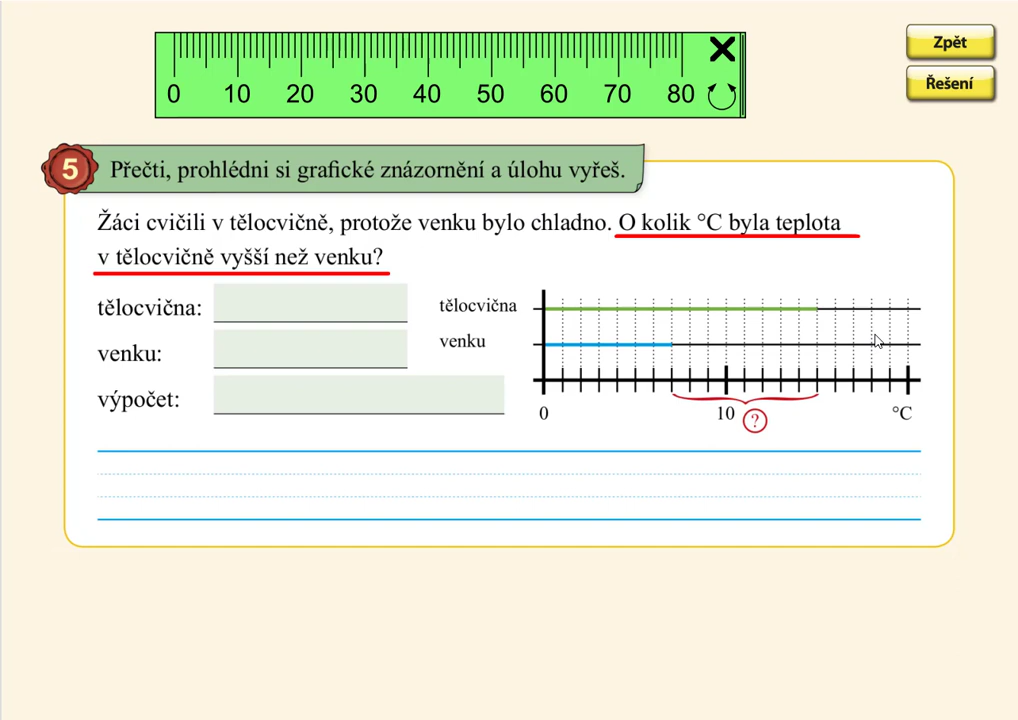 0 10 20 30 40 50 60 70 80
Zpět
Řešení
5 Přečti, prohlédni si grafické znázornění a úlohu vyřeš.
Žáci cvičili v tělocvičně, protože venku bylo chladno. O kolik °C byla teplota
v tělocvičně vyšší než venku?
tělocvična:
venku:
výpočet:
tělocvična
venku
0 10 °C
?